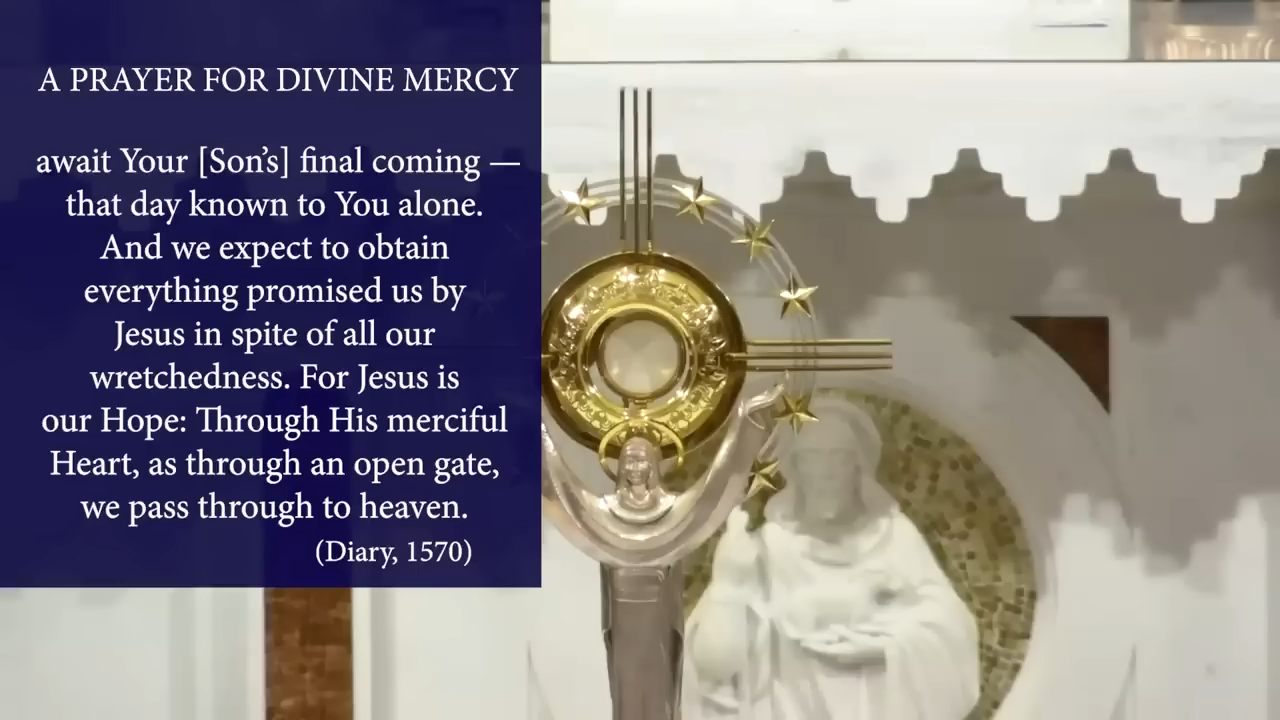 A PRAYER FOR DIVINE MERCY
await Your [Son's] final coming —
that day known to You alone.
And we expect to obtain
everything promised us by
Jesus in spite of all our
wretchedness. For Jesus is
our Hope: Through His merciful
Heart, as through an open gate,
we pass through to heaven.
(Diary, 1570)